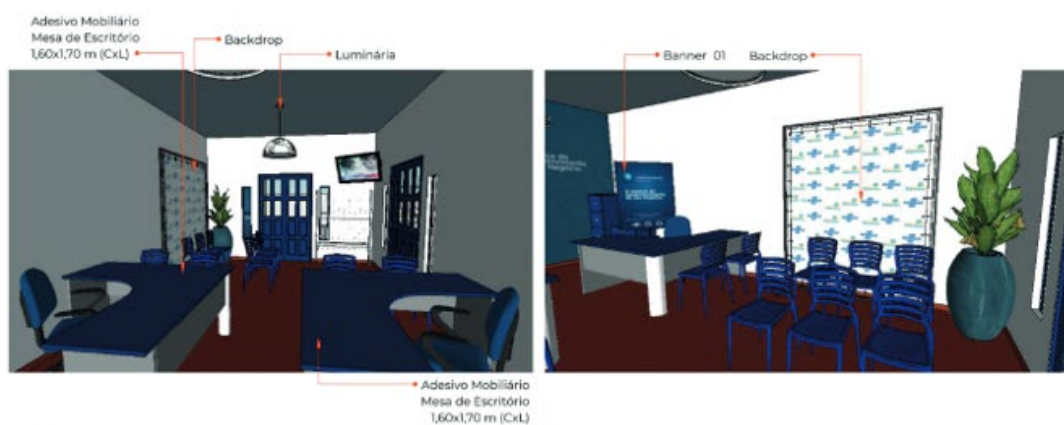 Adesivo Mobiliário
Mesa de Escritório
1,60x1,70 m (CxL)
Backdrop
Luminária
Banner 01
Backdrop
Adesivo Mobiliário
Mesa de Escritório
1,60x1,70 m (CxL)